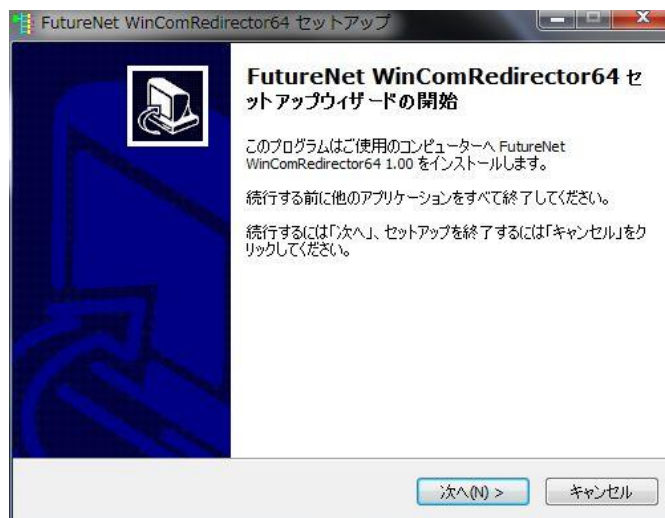 FutureNet WinComRedirector64 セットアップ
FutureNet WinComRedirector64 セ
ットアップウィザードの開始
このプログラムはご使用のコンピューターへ FutureNet
WinComRedirector64 1.00 をインストールします。
続行する前に他のアプリケーションをすべて終了してください。
続行するには「次へ」、セットアップを終了するには「キャンセル」をク
リックしてください。
次へ(N) >
キャンセル